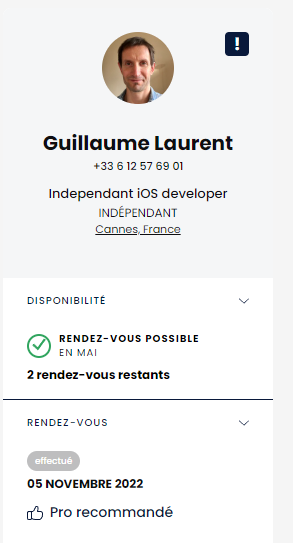 !
Guillaume Laurent
+33 6 12 57 69 01
Independant iOS developer
INDÉPENDANT
Cannes, France
DISPONIBILITÉ
RENDEZ-VOUS POSSIBLE
EN MAI
2 rendez-vous restants
RENDEZ-VOUS
effectué
05 NOVEMBRE 2022
Pro recommandé